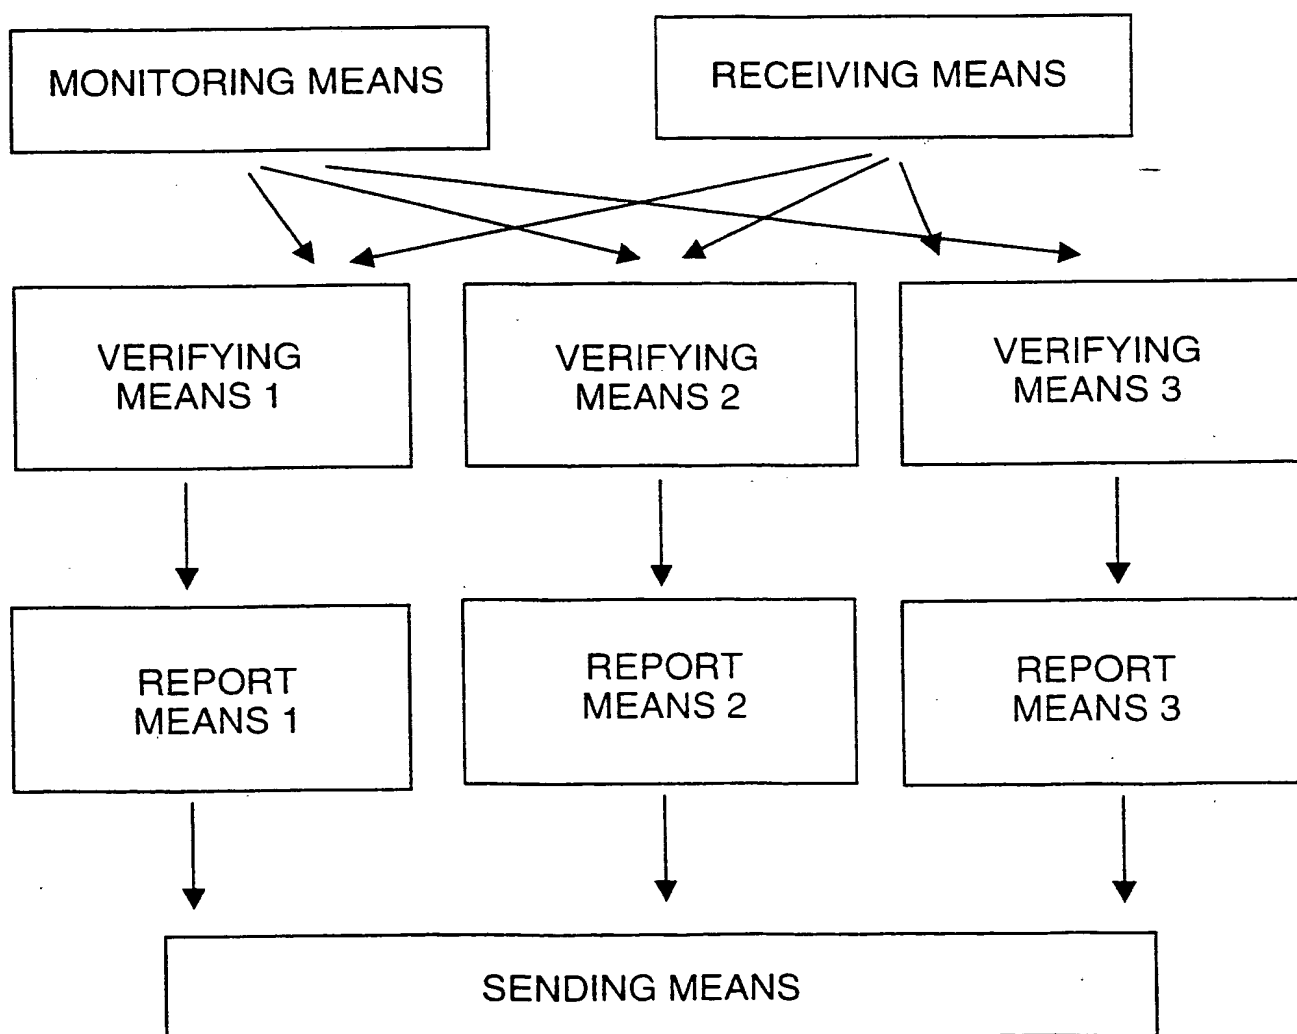 MONITORING MEANS
RECEIVING MEANS
VERIFYING
MEANS 1
VERIFYING
MEANS 2
VERIFYING
MEANS 3
REPORT
MEANS 1
REPORT
MEANS 2
REPORT
MEANS 3
SENDING MEANS